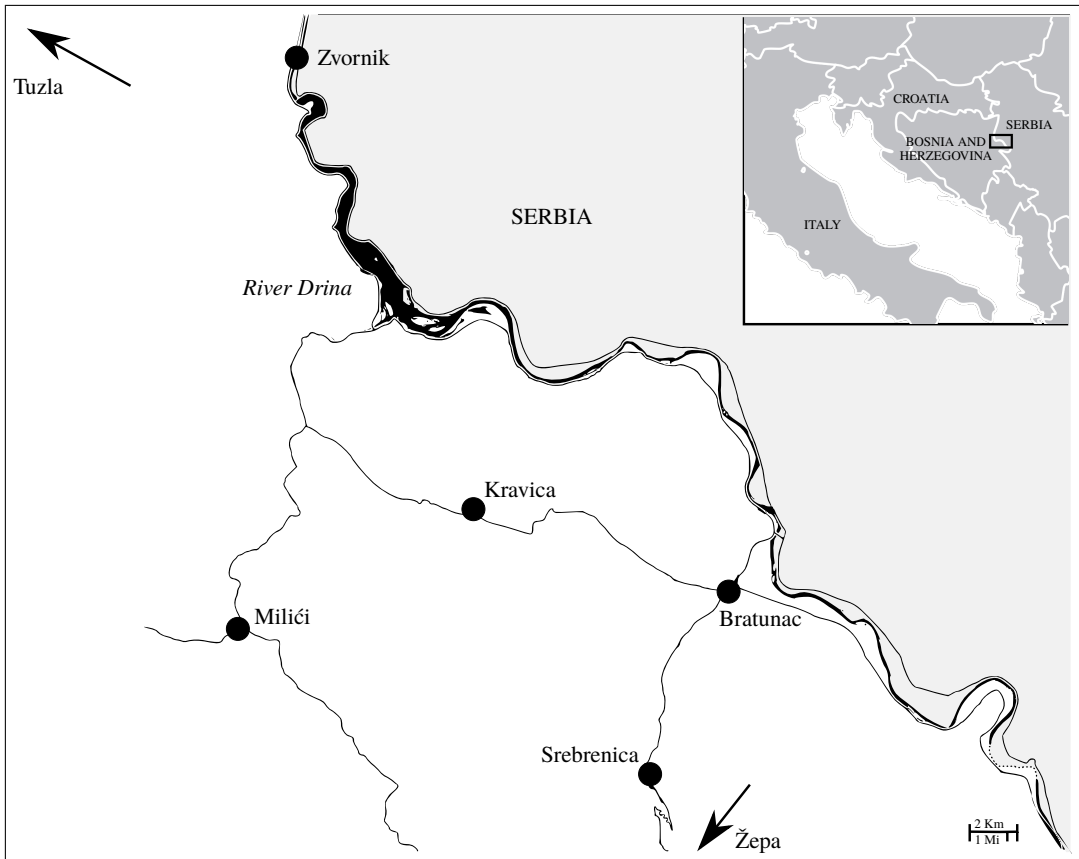 Zvornik
Tuzla
CROATIA
SERBIA
BOSNIA AND
HERZEGOVINA
ITALY
SERBIA
River Drina
Kravica
Milići
Bratunac
Srebrenica
Žepa
2 Km
1 Mi